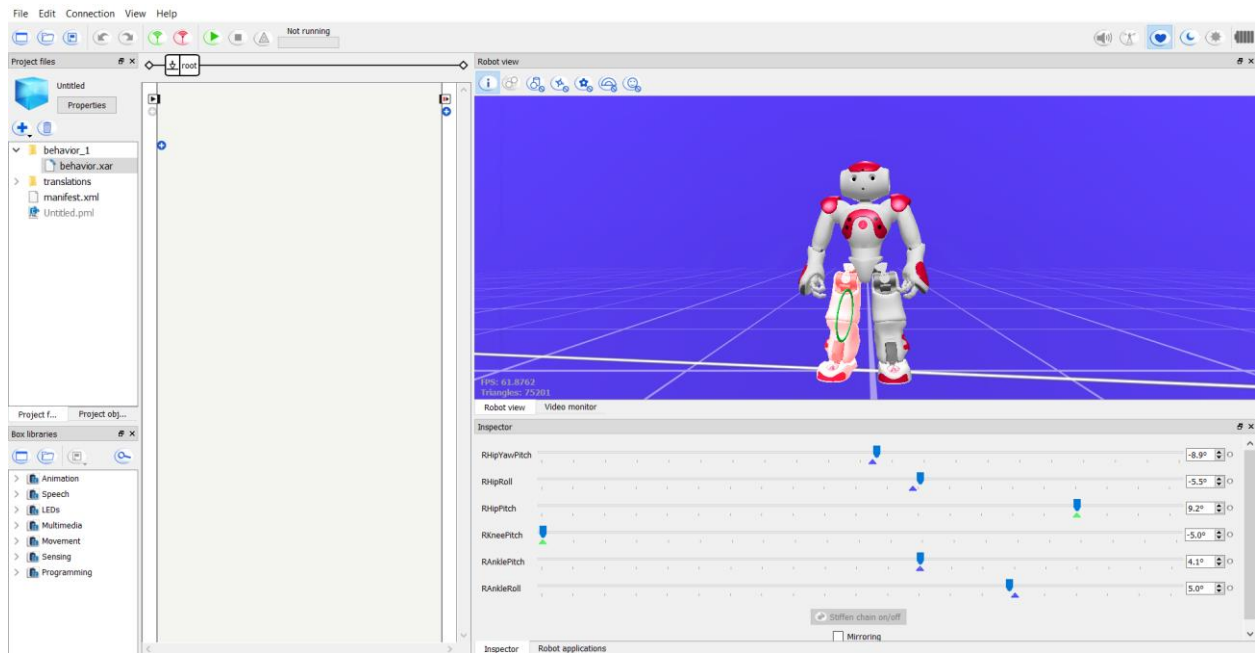 File Edit Connection View Help
Not running
Project files
Untitled
Properties
behavior_1
behavior.xar
translations
manifest.xml
Untitled.pml
Project f... Project obj...
Box libraries
Animation
Speech
LEDs
Multimedia
Movement
Sensing
Programming
root
Robot view
FPS: 61.8762
Triangles: 75201
Robot view Video monitor
Inspector
RHipYawPitch -8.9°
RHipRoll -5.5°
RHipPitch 9.2°
RKneePitch -5.0°
RAnklePitch 4.1°
RAnkleRoll 5.0°
Stiffen chain on/off
Mirroring
Inspector Robot applications